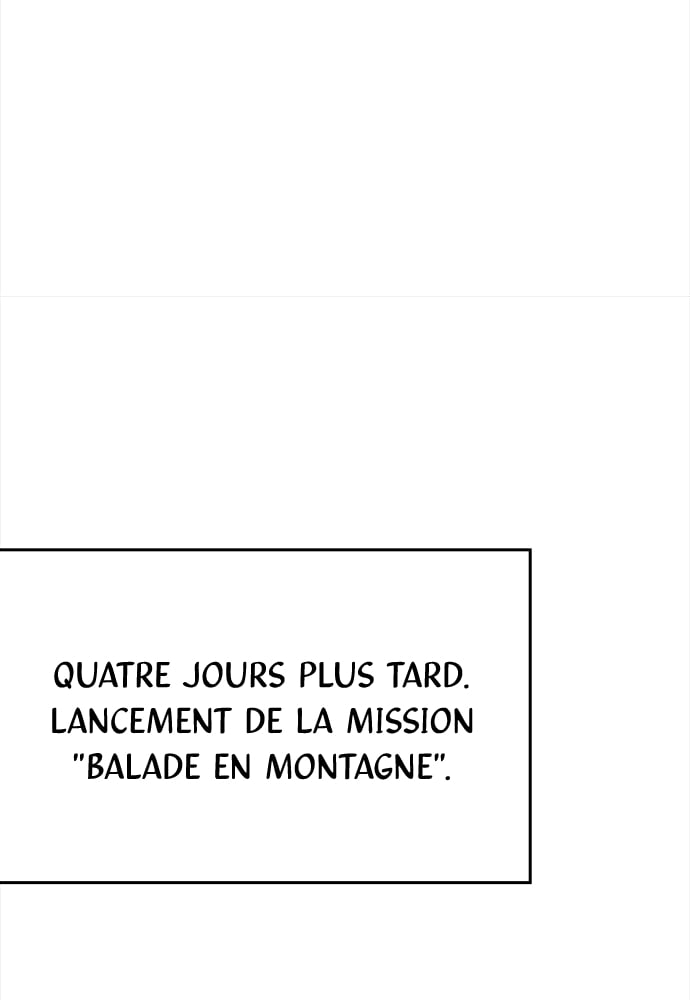 QUATRE JOURS PLUS TARD.
LANCEMENT DE LA MISSION
"BALADE EN MONTAGNE".